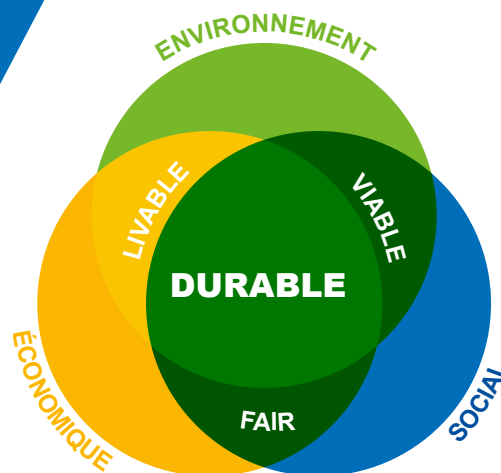 ENVIRONNEMENT
LIVABLE
VIABLE
DURABLE
FAIR
ÉCONOMIQUE
SOCIAL